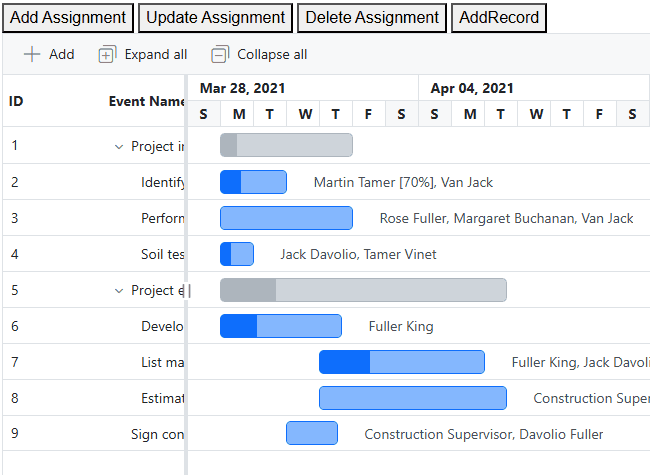 Add Assignment Update Assignment Delete Assignment AddRecord
Add Expand all Collapse all
ID Event Name Mar 28, 2021 Apr 04, 2021
S M T W T F S S M T W T F S
1 Project in
2 Identify Martin Tamer [70%], Van Jack
3 Perform Rose Fuller, Margaret Buchanan, Van Jack
4 Soil tes Jack Davolio, Tamer Vinet
5 Project e
6 Develo Fuller King
7 List ma Fuller King, Jack Davoli
8 Estimat Construction Super
9 Sign con Construction Supervisor, Davolio Fuller